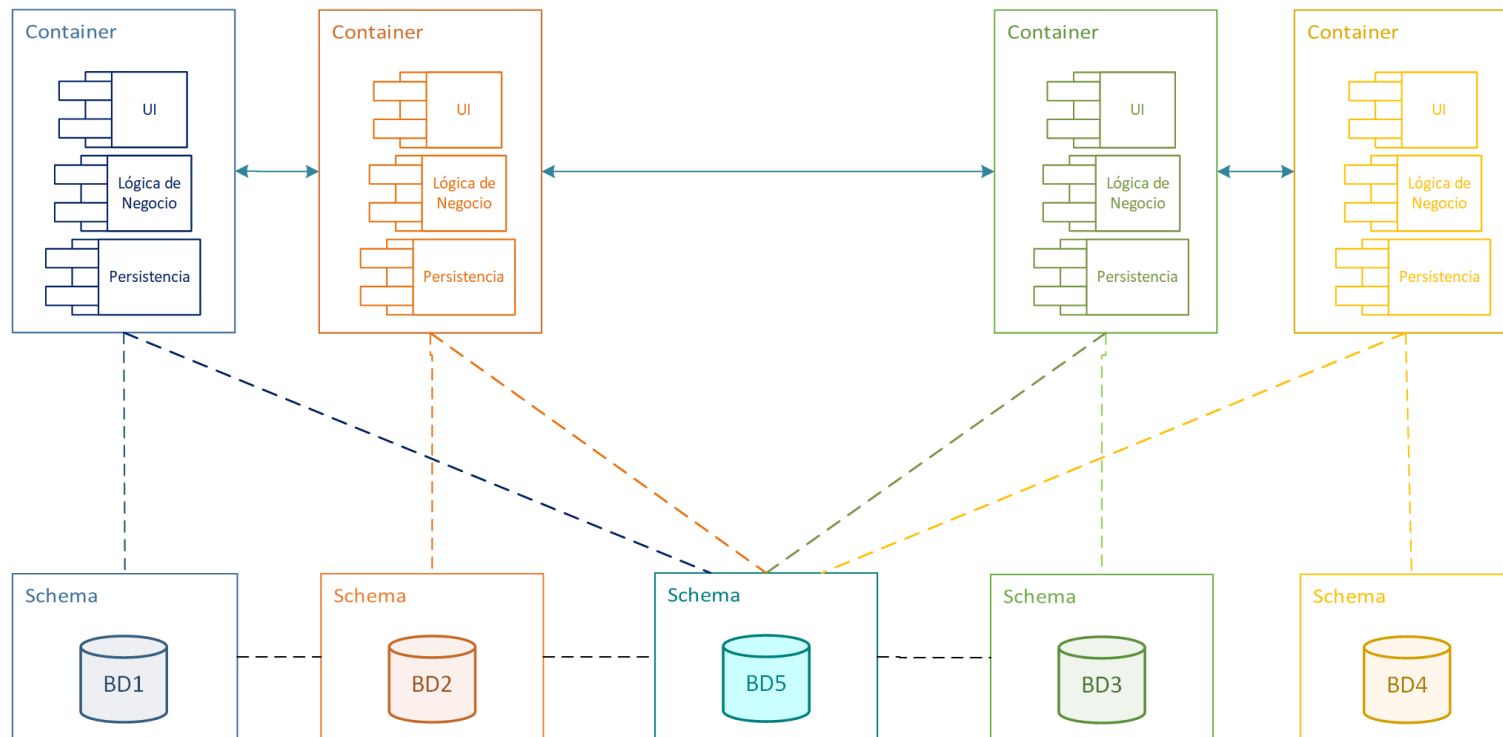 Container
Container
Container
Container
UI
UI
UI
UI
Lógica de
Negocio
Lógica de
Negocio
Lógica de
Negocio
Lógica de
Negocio
Persistencia
Persistencia
Persistencia
Persistencia
Schema
Schema
Schema
Schema
Schema
BD1
BD2
BD5
BD3
BD4